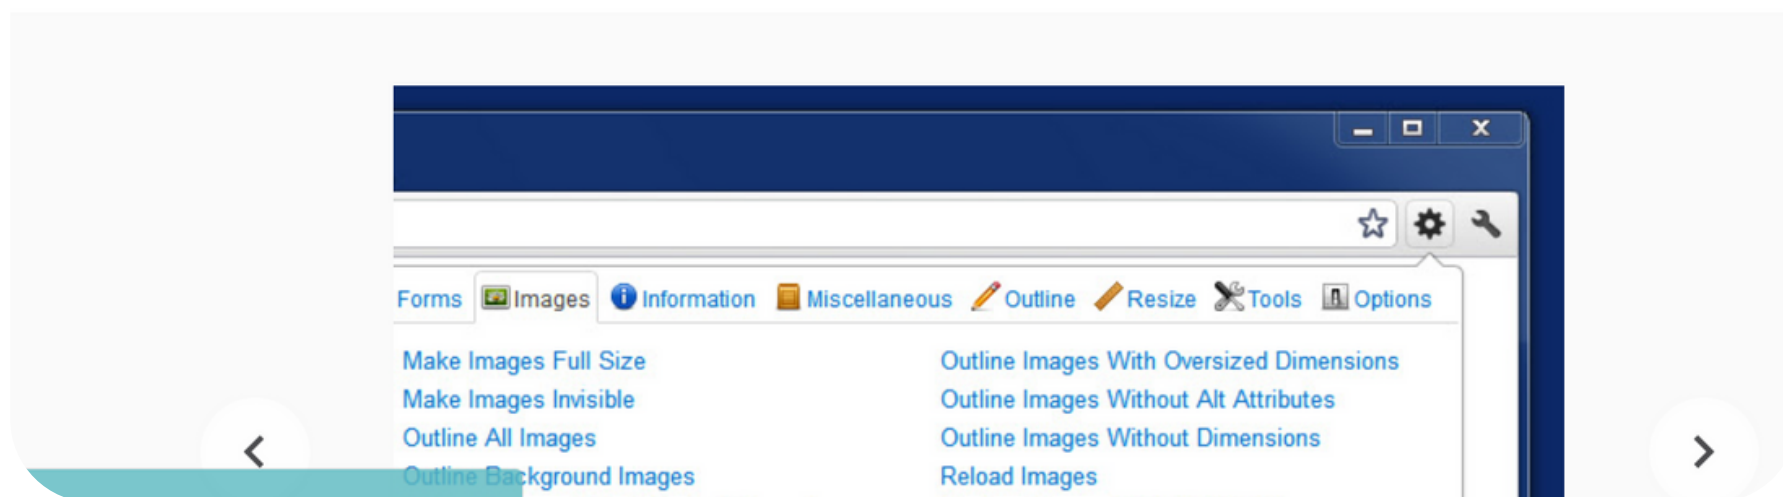 Forms Images Information Miscellaneous Outline Resize Tools Options
Make Images Full Size Outline Images With Oversized Dimensions
Make Images Invisible Outline Images Without Alt Attributes
Outline All Images Outline Images Without Dimensions
Outline Background Images Reload Images